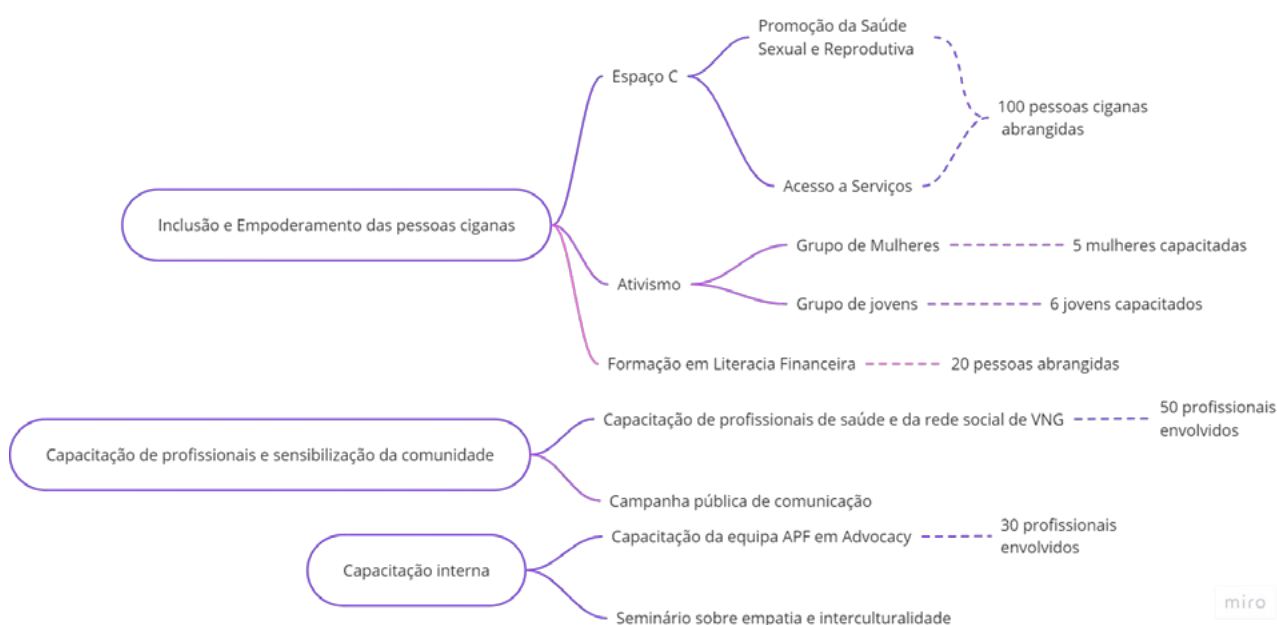 Promoção da Saúde
Sexual e Reprodutiva
Espaço C
100 pessoas ciganas
abrangidas
Acesso a Serviços
Inclusão e Empoderamento das pessoas ciganas
Grupo de Mulheres
5 mulheres capacitadas
Ativismo
Grupo de jovens
6 jovens capacitados
Formação em Literacia Financeira
20 pessoas abrangidas
Capacitação de profissionais de saúde e da rede social de VNG
50 profissionais
envolvidos
Capacitação de profissionais e sensibilização da comunidade
Campanha pública de comunicação
Capacitação da equipa APF em Advocacy
30 profissionais
envolvidos
Capacitação interna
Seminário sobre empatia e interculturalidade
miro